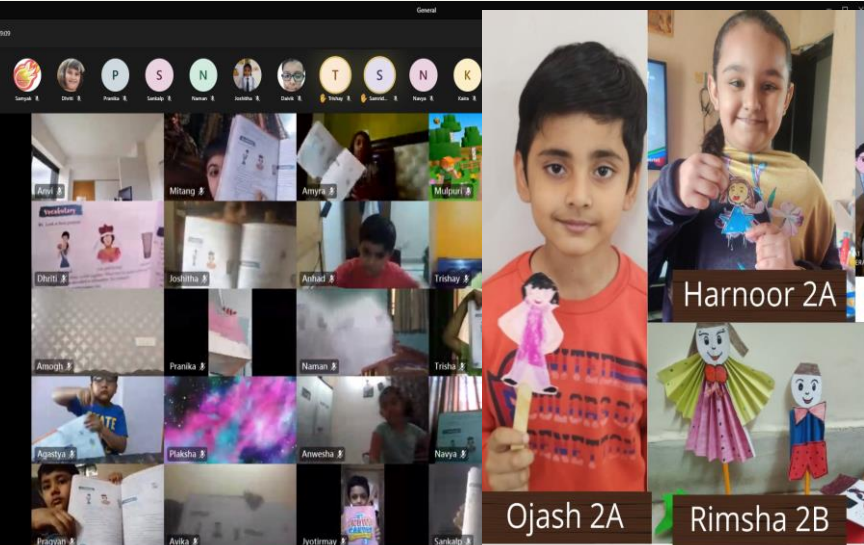 General
P
S
N
T
S
N
K
Samyak
Dhriti
Pranika
Sankalp
Naman
Joshitha
Daivik
Trishay
Samrid...
Navya
Kaira
Anvi
Mitang
Amyra
Mulpuri
Vocabulary
Dhriti
Joshitha
Anhad
Trishay
Amogh
Pranika
Naman
Trisha
Agastya
Plaksha
Anwesha
Navya
Pragyan
Avika
Jyotirmay
Sankalp
Ojash 2A
Harnoor 2A
Rimsha 2B